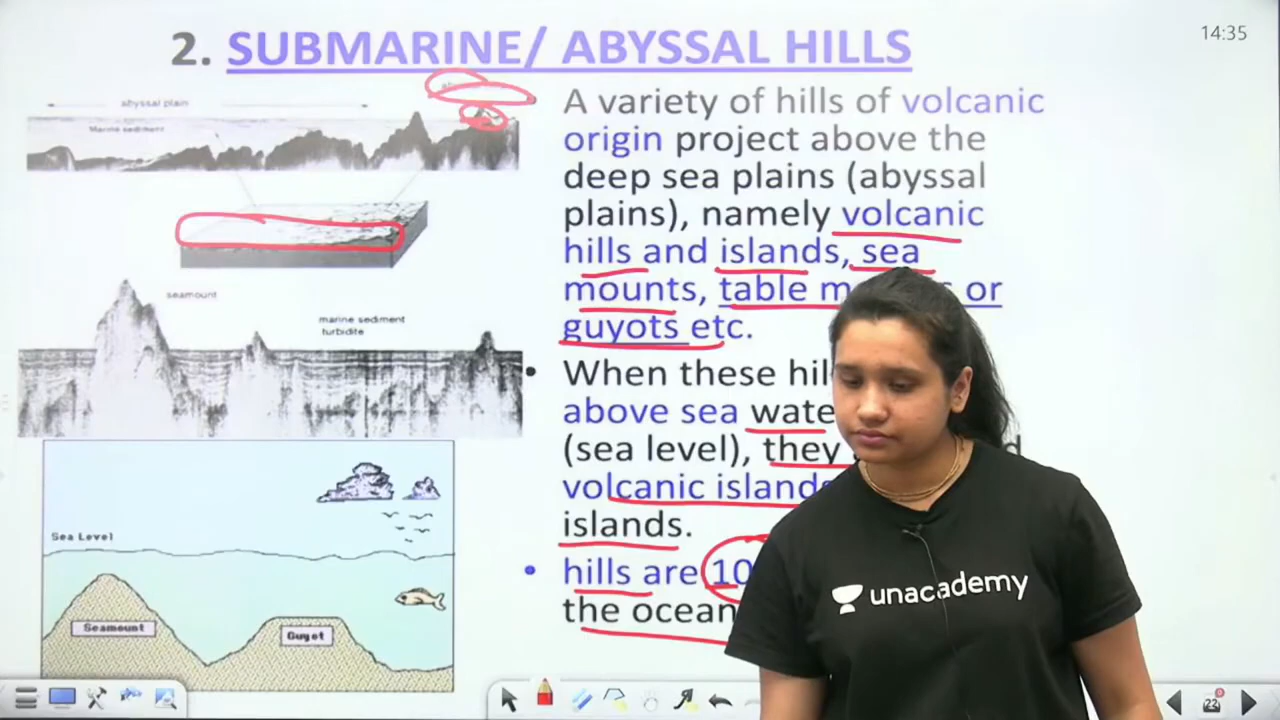 14:35
2. SUBMARINE/ ABYSSAL HILLS
abyssal plain
Marine sediment
seamount
marine sediment
turbidite
Sea Level
Seamount
Guyot
A variety of hills of volcanic
origin project above the
deep sea plains (abyssal
plains), namely volcanic
hills and islands, sea
mounts, table or
guyots etc.
• When these
above sea
(sea level), they
volcanic islands
islands.
• hills are 10
the ocean
unacademy
22